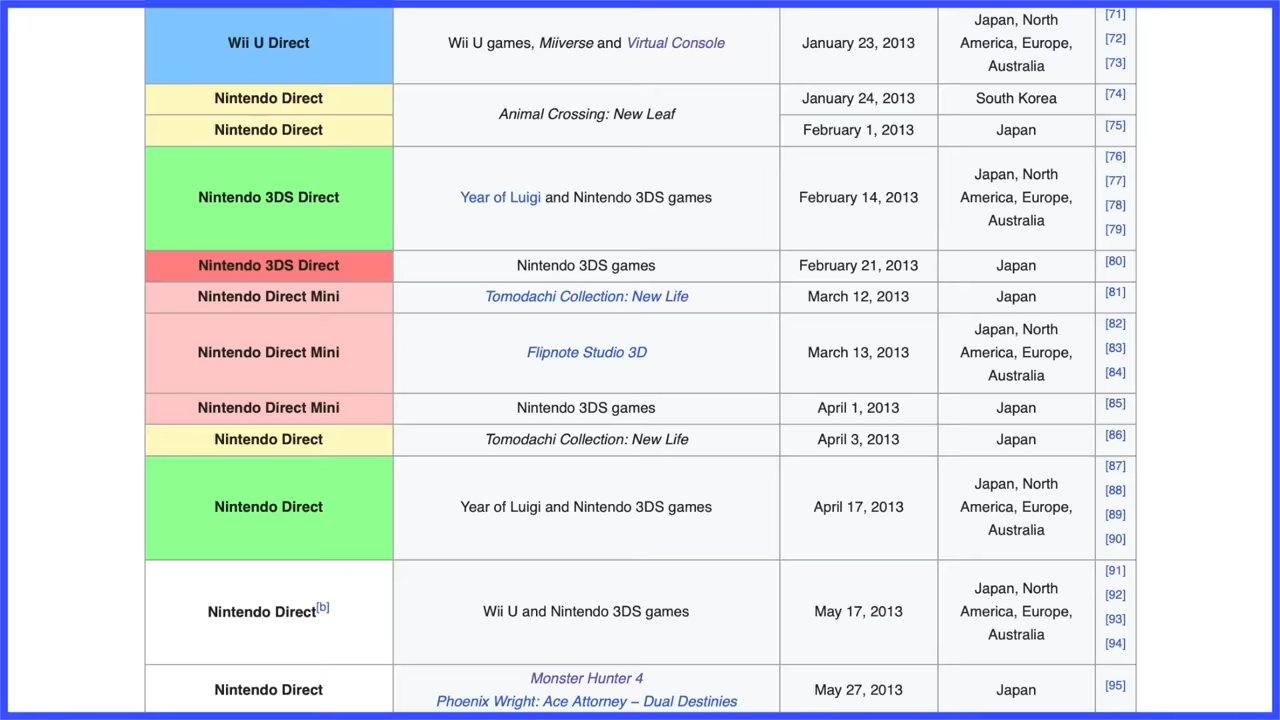 Wii U Direct
Wii U games, Miiverse and Virtual Console
January 23, 2013
Japan, North
America, Europe,
Australia
[71]
[72]
[73]
Nintendo Direct
Animal Crossing: New Leaf
January 24, 2013
South Korea
[74]
Nintendo Direct
February 1, 2013
Japan
[75]
Nintendo 3DS Direct
Year of Luigi and Nintendo 3DS games
February 14, 2013
Japan, North
America, Europe,
Australia
[76]
[77]
[78]
[79]
Nintendo 3DS Direct
Nintendo 3DS games
February 21, 2013
Japan
[80]
Nintendo Direct Mini
Tomodachi Collection: New Life
March 12, 2013
Japan
[81]
Nintendo Direct Mini
Flipnote Studio 3D
March 13, 2013
Japan, North
America, Europe,
Australia
[82]
[83]
[84]
Nintendo Direct Mini
Nintendo 3DS games
April 1, 2013
Japan
[85]
Nintendo Direct
Tomodachi Collection: New Life
April 3, 2013
Japan
[86]
Nintendo Direct
Year of Luigi and Nintendo 3DS games
April 17, 2013
Japan, North
America, Europe,
Australia
[87]
[88]
[89]
[90]
Nintendo Direct[b]
Wii U and Nintendo 3DS games
May 17, 2013
Japan, North
America, Europe,
Australia
[91]
[92]
[93]
[94]
Nintendo Direct
Monster Hunter 4
Phoenix Wright: Ace Attorney – Dual Destinies
May 27, 2013
Japan
[95]